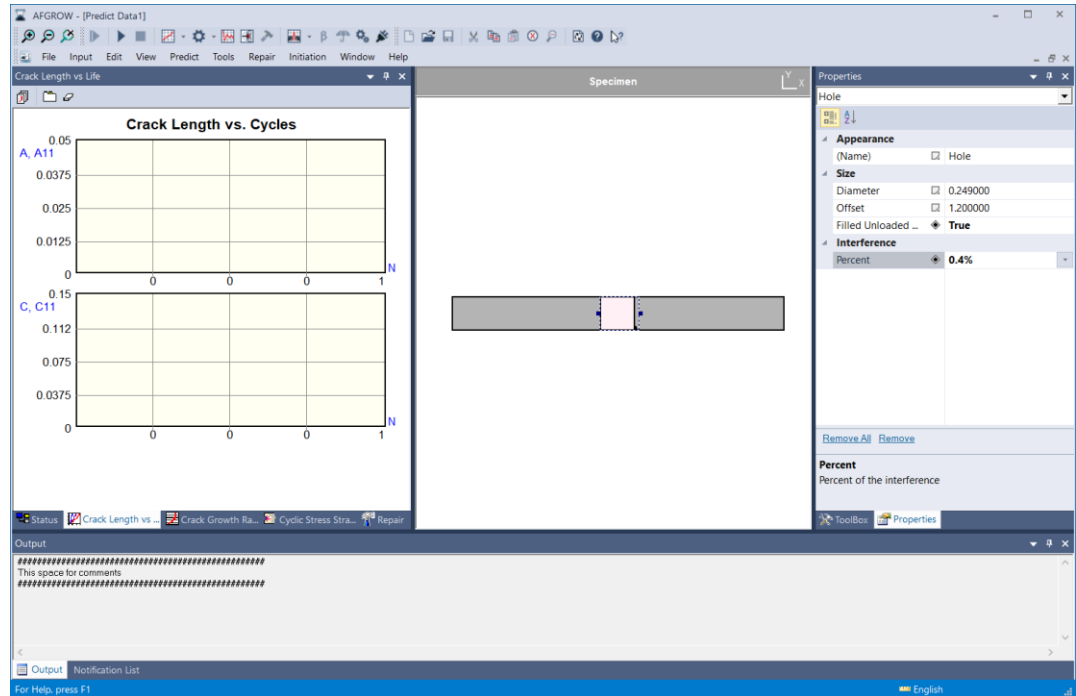 AFGROW - [Predict Data1]
File Input Edit View Predict Tools Repair Initiation Window Help
Crack Length vs Life
Crack Length vs. Cycles
0.05
A, A11
0.0375
0.025
0.0125
0
0 0 0 1
N
0.15
C, C11
0.112
0.075
0.0375
0
0 0 0 1
N
Status Crack Length vs ... Crack Growth Ra... Cyclic Stress Stra... Repair
Specimen
Y
X
Properties
Hole
Appearance
(Name) Hole
Size
Diameter 0.249000
Offset 1.200000
Filled Unloaded ... True
Interference
Percent 0.4%
Remove All Remove
Percent
Percent of the interference
ToolBox Properties
Output
##################################################
This space for comments
##################################################
Output Notification List
For Help, press F1
English